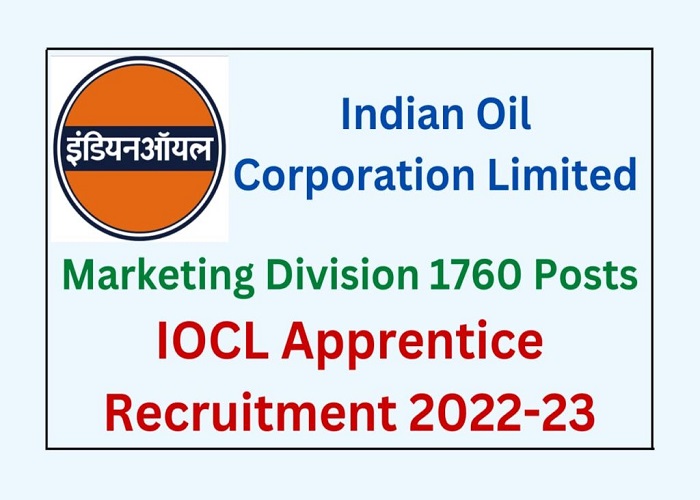 इंडियनऑयल
Indian Oil
Corporation Limited
Marketing Division 1760 Posts
IOCL Apprentice
Recruitment 2022-23